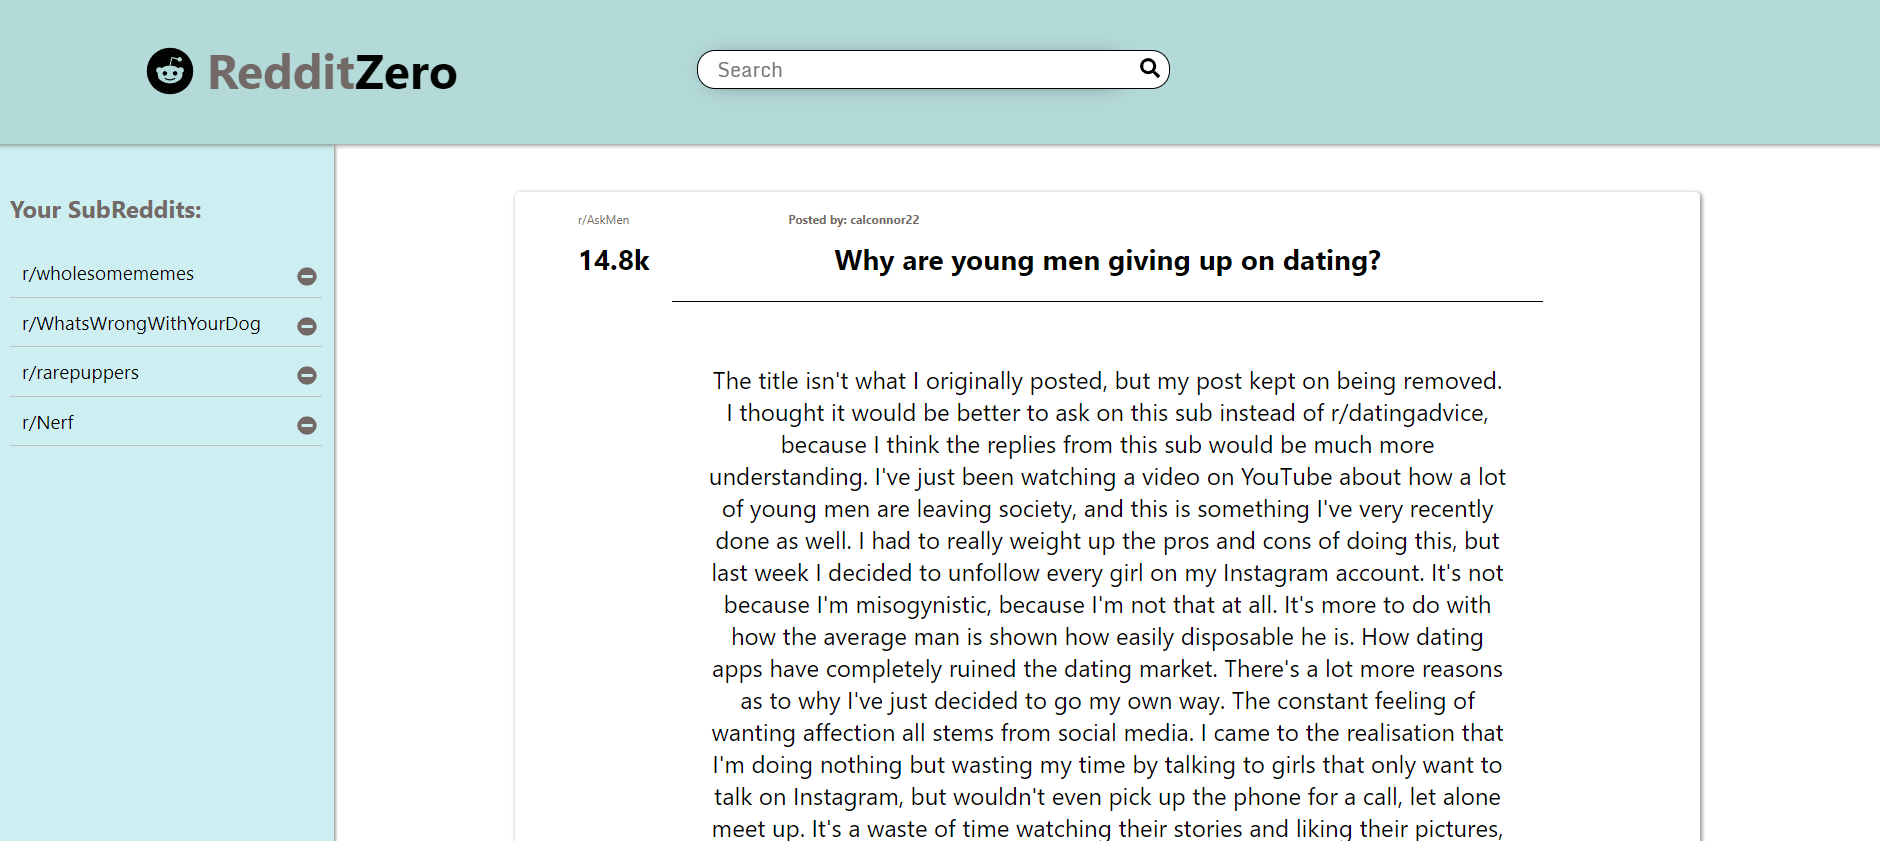 RedditZero
Search
Your SubReddits:
r/wholesomememes
r/WhatsWrongWithYourDog
r/rarepuppers
r/Nerf
r/AskMen
Posted by: calconnor22
14.8k
Why are young men giving up on dating?
The title isn't what I originally posted, but my post kept on being removed.
I thought it would be better to ask on this sub instead of r/datingadvice,
because I think the replies from this sub would be much more
understanding. I've just been watching a video on YouTube about how a lot
of young men are leaving society, and this is something I've very recently
done as well. I had to really weight up the pros and cons of doing this, but
last week I decided to unfollow every girl on my Instagram account. It's not
because I'm misogynistic, because I'm not that at all. It's more to do with
how the average man is shown how easily disposable he is. How dating
apps have completely ruined the dating market. There's a lot more reasons
as to why I've just decided to go my own way. The constant feeling of
wanting affection all stems from social media. I came to the realisation that
I'm doing nothing but wasting my time by talking to girls that only want to
talk on Instagram, but wouldn't even pick up the phone for a call, let alone
meet up. It's a waste of time watching their stories and liking their pictures,